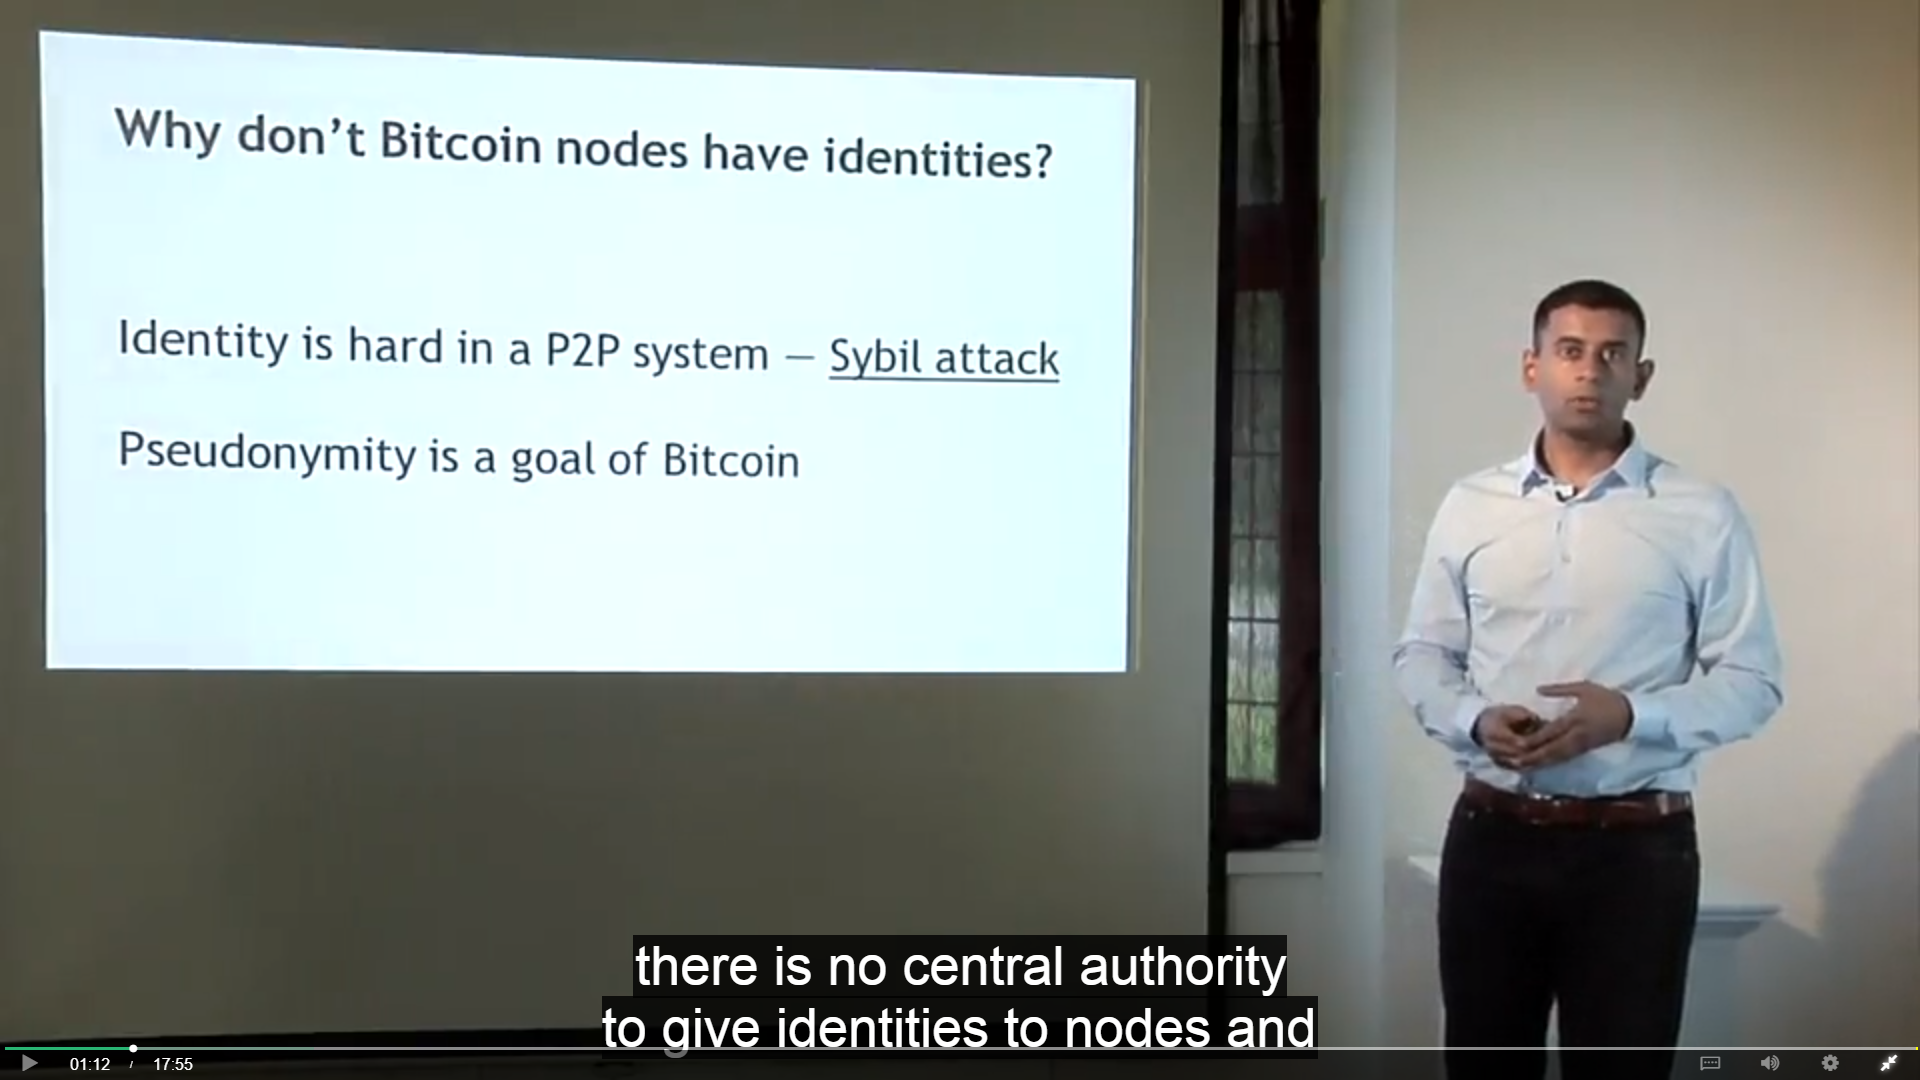 Why don't Bitcoin nodes have identities?
Identity is hard in a P2P system — Sybil attack
Pseudonymity is a goal of Bitcoin
there is no central authority
to give identities to nodes and
01:12 / 17:55